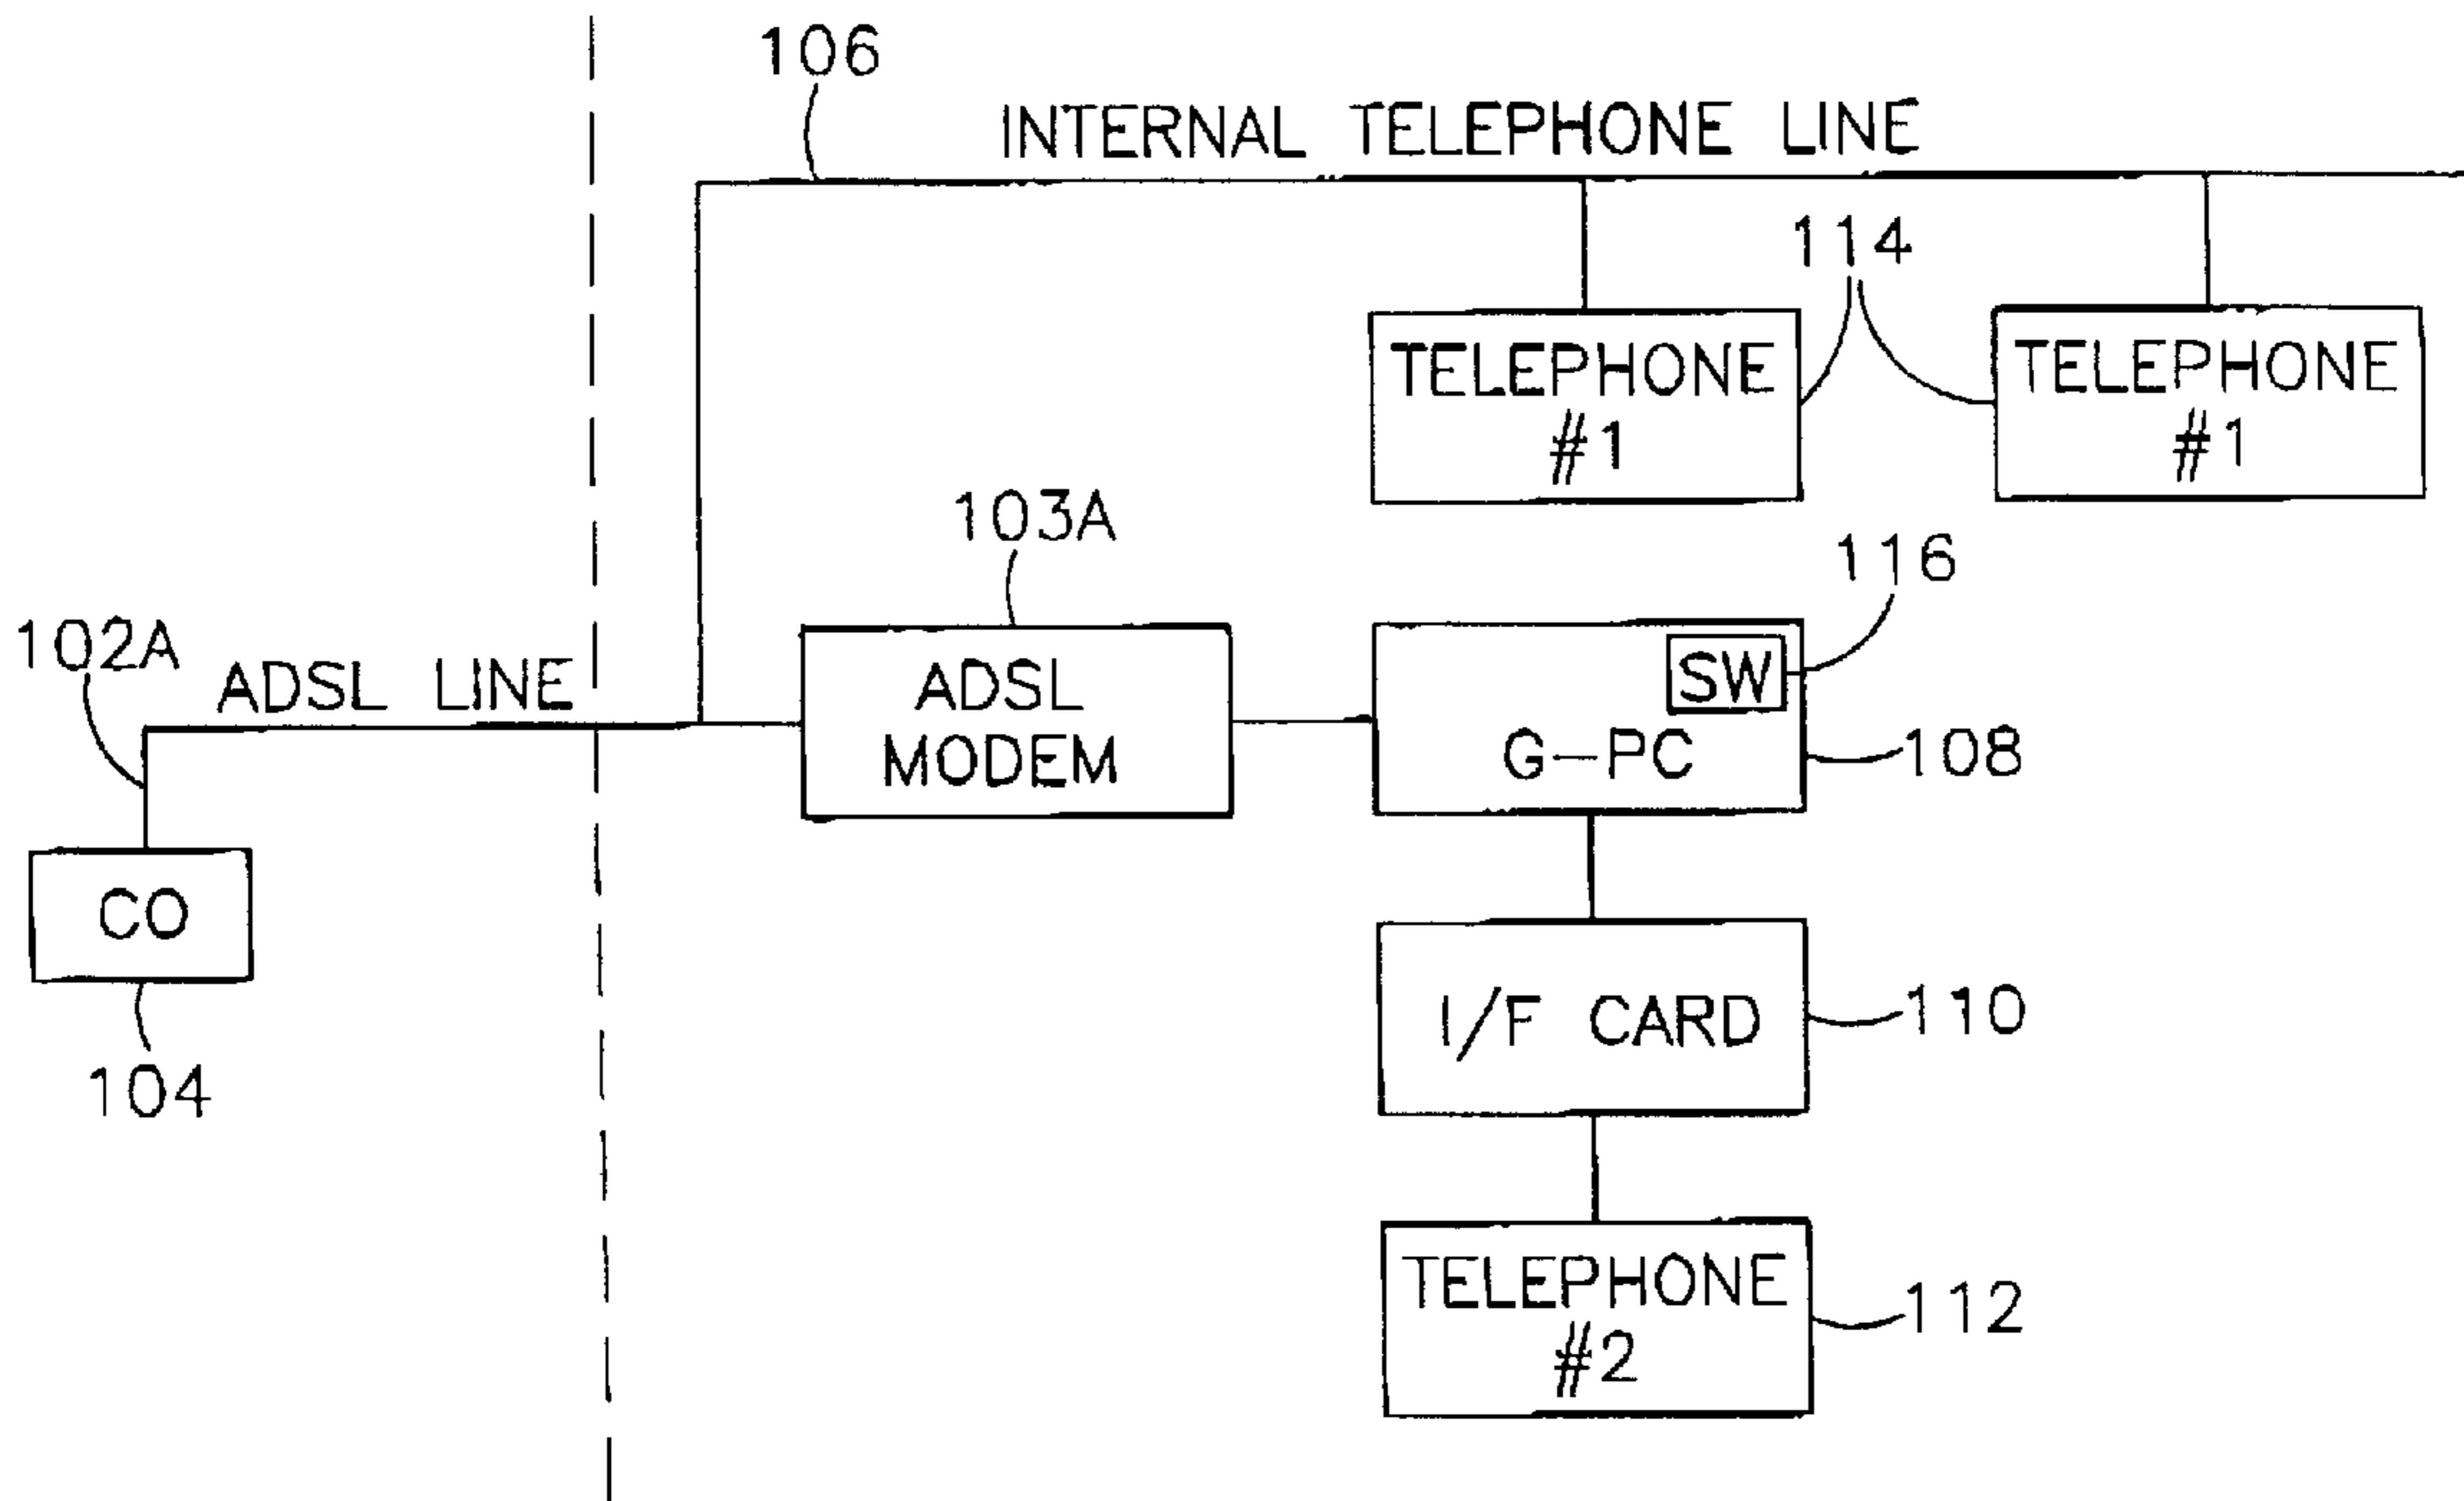 106
INTERNAL TELEPHONE LINE
114
TELEPHONE
#1
TELEPHONE
#1
103A
116
102A
ADSL LINE
ADSL
MODEM
SW
G-PC
108
CO
104
I/F CARD
110
TELEPHONE
#2
112